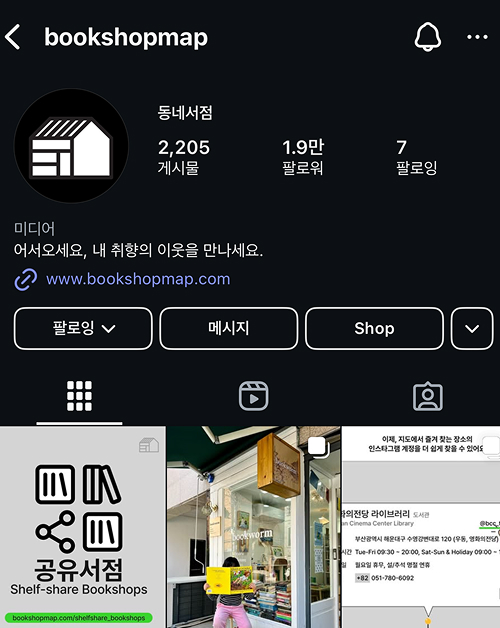 bookshopmap
동네서점
2,205
1.9만
7
게시물
팔로워
팔로잉
미디어
어서오세요, 내 취향의 이웃을 만나세요.
www.bookshopmap.com
팔로잉
메시지
Shop
공유서점
Shelf-share Bookshops
bookshopmap.com/shelfshare_bookshops
bookworm
이제, 지도에서 즐겨 찾는 장소의
인스타그램 계정을 더 쉽게 찾을 수 있어요
화의전당 라이브러리 도서관
an Cinema Center Library
@bcc_
부산광역시 해운대구 수영강변대로 120 (우동, 영화의전당)
시간 Tue-Fri 09:30 ~ 20:00, Sat-Sun & Holiday 09:00 ~
일 월요일 휴무, 설/추석 명절 연휴
+82 051-780-6092